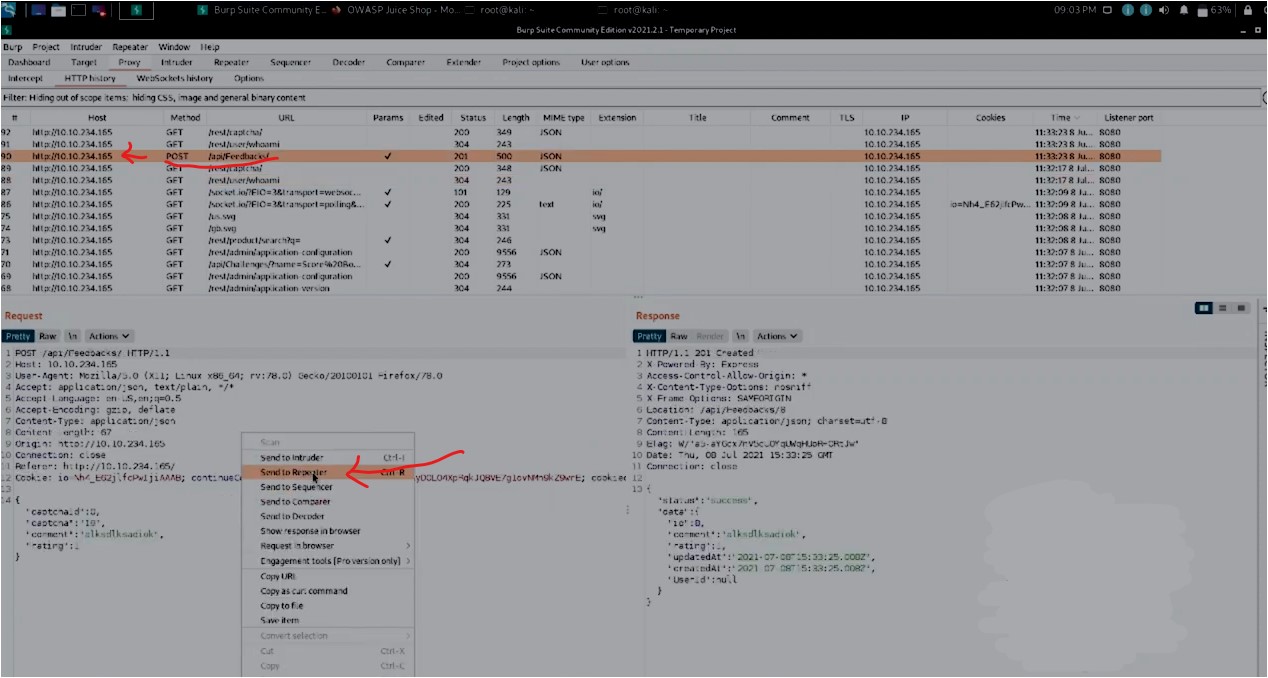 Burp Suite Community E... OWASP Juice Shop - Mo... root@kali: ~ root@kali: ~ 09:03 PM 63%
Burp Suite Community Edition v2021.2.1 - Temporary Project
Burp Project Intruder Repeater Window Help
Dashboard Target Proxy Intruder Repeater Sequencer Decoder Comparer Extender Project options User options
Intercept HTTP history WebSockets history Options
Filter: Hiding out of scope items; hiding CSS, image and general binary content
# Host Method URL Params Edited Status Length MIME type Extension Title Comment TLS IP Cookies Time Listener port
92 http://10.10.234.165 GET /rest/captcha/ 200 349 JSON 10.10.234.165 11:33:23 8 Ju... 8080
91 http://10.10.234.165 GET /rest/user/whoami 304 243 10.10.234.165 11:33:23 8 Ju... 8080
90 http://10.10.234.165 POST /api/Feedbacks/ ✓ 201 500 JSON 10.10.234.165 11:33:23 8 Ju... 8080
89 http://10.10.234.165 GET /rest/captcha/ 200 348 JSON 10.10.234.165 11:32:17 8 Ju... 8080
88 http://10.10.234.165 GET /rest/user/whoami 304 243 10.10.234.165 11:32:17 8 Ju... 8080
87 http://10.10.234.165 GET /socket.io/?EIO=3&transport=websoc... ✓ 101 129 io/ 10.10.234.165 11:32:09 8 Ju... 8080
86 http://10.10.234.165 GET /socket.io/?EIO=3&transport=polling&... ✓ 200 225 text io/ 10.10.234.165 io=Nh4_E62jlfcPw... 11:32:09 8 Ju... 8080
75 http://10.10.234.165 GET /us.svg 304 331 svg 10.10.234.165 11:32:08 8 Ju... 8080
74 http://10.10.234.165 GET /gb.svg 304 331 svg 10.10.234.165 11:32:08 8 Ju... 8080
73 http://10.10.234.165 GET /rest/product/search?q= ✓ 304 246 10.10.234.165 11:32:08 8 Ju... 8080
71 http://10.10.234.165 GET /rest/admin/application-configuration 200 9556 JSON 10.10.234.165 11:32:08 8 Ju... 8080
70 http://10.10.234.165 GET /api/Challenges/?name=Score%20Bo... ✓ 304 273 10.10.234.165 11:32:07 8 Ju... 8080
69 http://10.10.234.165 GET /rest/admin/application-configuration 200 9556 JSON 10.10.234.165 11:32:07 8 Ju... 8080
68 http://10.10.234.165 GET /rest/admin/application-version 304 244 10.10.234.165 11:32:07 8 Ju... 8080
Request
Pretty Raw \n Actions
1 POST /api/Feedbacks/ HTTP/1.1
2 Host: 10.10.234.165
3 User-Agent: Mozilla/5.0 (X11; Linux x86_64; rv:78.0) Gecko/20100101 Firefox/78.0
4 Accept: application/json, text/plain, */*
5 Accept-Language: en-US,en;q=0.5
6 Accept-Encoding: gzip, deflate
7 Content-Type: application/json
8 Content-Length: 67
9 Origin: http://10.10.234.165
10 Connection: close
11 Referer: http://10.10.234.165/
12 Cookie:
13
14 {
"captchaId":0,
"captcha":"10",
"comment":"alksdlksadlok",
"rating":1
}
Scan
Send to Intruder Ctrl-I
Send to Repeater Ctrl-R
Send to Sequencer
Send to Comparer
Send to Decoder
Show response in browser
Request in browser
Engagement tools [Pro version only]
Copy URL
Copy as curl command
Copy to file
Save item
Convert selection
Cut Ctrl-X
Copy Ctrl-C
Response
Pretty Raw Render \n Actions
1 HTTP/1.1 201 Created
2 X-Powered-By: Express
3 Access-Control-Allow-Origin: *
4 X-Content-Type-Options: nosniff
5 X-Frame-Options: SAMEORIGIN
6 Location: /api/Feedbacks/8
7 Content-Type: application/json; charset=utf-8
8 Content-Length: 165
9 ETag:
10 Date: Thu, 08 Jul 2021 15:33:25 GMT
11 Connection: close
12
13 {
"status":"success",
"data":{
"id":8,
"comment":"alksdlksadlok",
"rating":1,
"updatedAt":"2021-07-08T15:33:25.008Z",
"createdAt":"2021-07-08T15:33:25.008Z",
"UserId":null
}
}